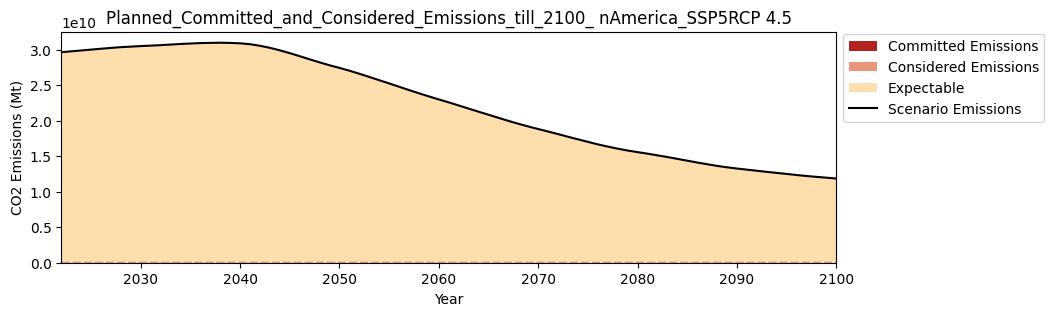 Planned_Committed_and_Considered_Emissions_till_2100_ nAmerica_SSP5RCP 4.5
1e10
3.0
2.5
2.0
1.5
1.0
0.5
0.0
CO2 Emissions (Mt)
2030 2040 2050 2060 2070 2080 2090 2100
Year
Committed Emissions
Considered Emissions
Expectable
Scenario Emissions